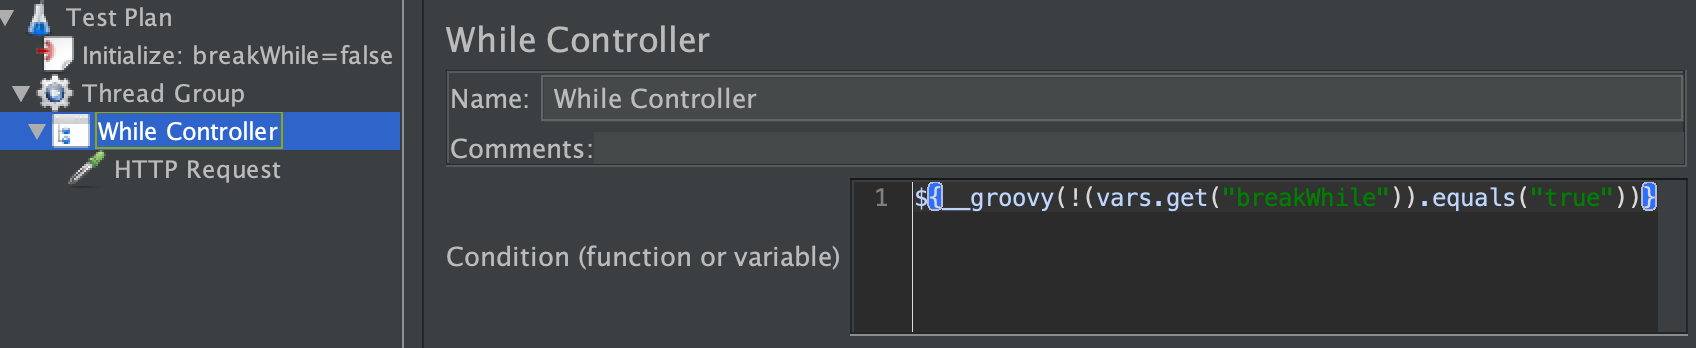 Test Plan
Initialize: breakWhile=false
Thread Group
While Controller
HTTP Request
While Controller
Name: While Controller
Comments:
Condition (function or variable)
1 ${__groovy(!(vars.get("breakWhile")).equals("true"))}